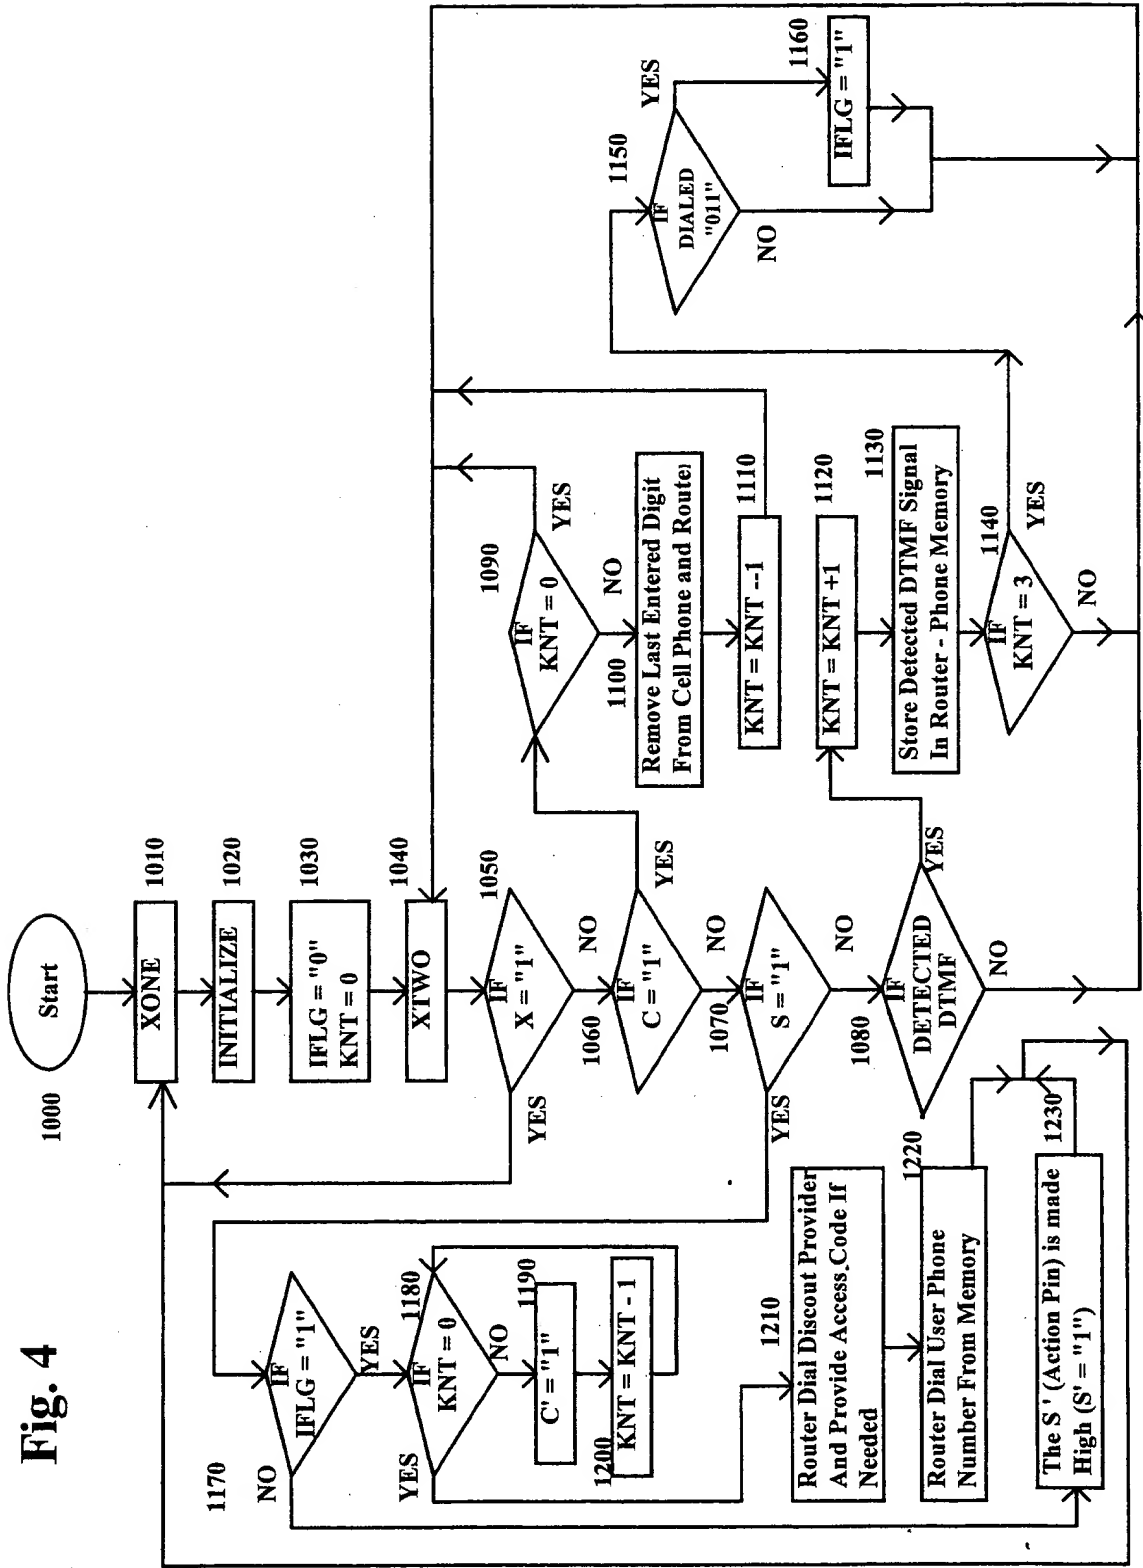 Fig. 4
Start
1000
XONE
1010
INITIALIZE
1020
IFLG = "0"
KNT = 0
1030
XTWO
1040
IF
X = "1"
1050
YES
NO
1060
IF
C = "1"
YES
NO
1070
IF
S = "1"
YES
NO
1080
IF
DETECTED
DTMF
YES
NO
1090
IF
KNT = 0
YES
NO
1100
Remove Last Entered Digit
From Cell Phone and Router
KNT = KNT --1
1110
KNT = KNT +1
1120
Store Detected DTMF Signal
In Router - Phone Memory
1130
1140
IF
KNT = 3
YES
NO
1150
IF
DIALED
"011"
YES
NO
IFLG = "1"
1160
1170
IF
IFLG = "1"
NO
YES
1180
IF
KNT = 0
YES
NO
1190
C' = "1"
1200
KNT = KNT - 1
1210
Router Dial Discout Provider
And Provide Access Code If
Needed
1220
Router Dial User Phone
Number From Memory
1230
The S ' (Action Pin) is made
High (S' = "1")